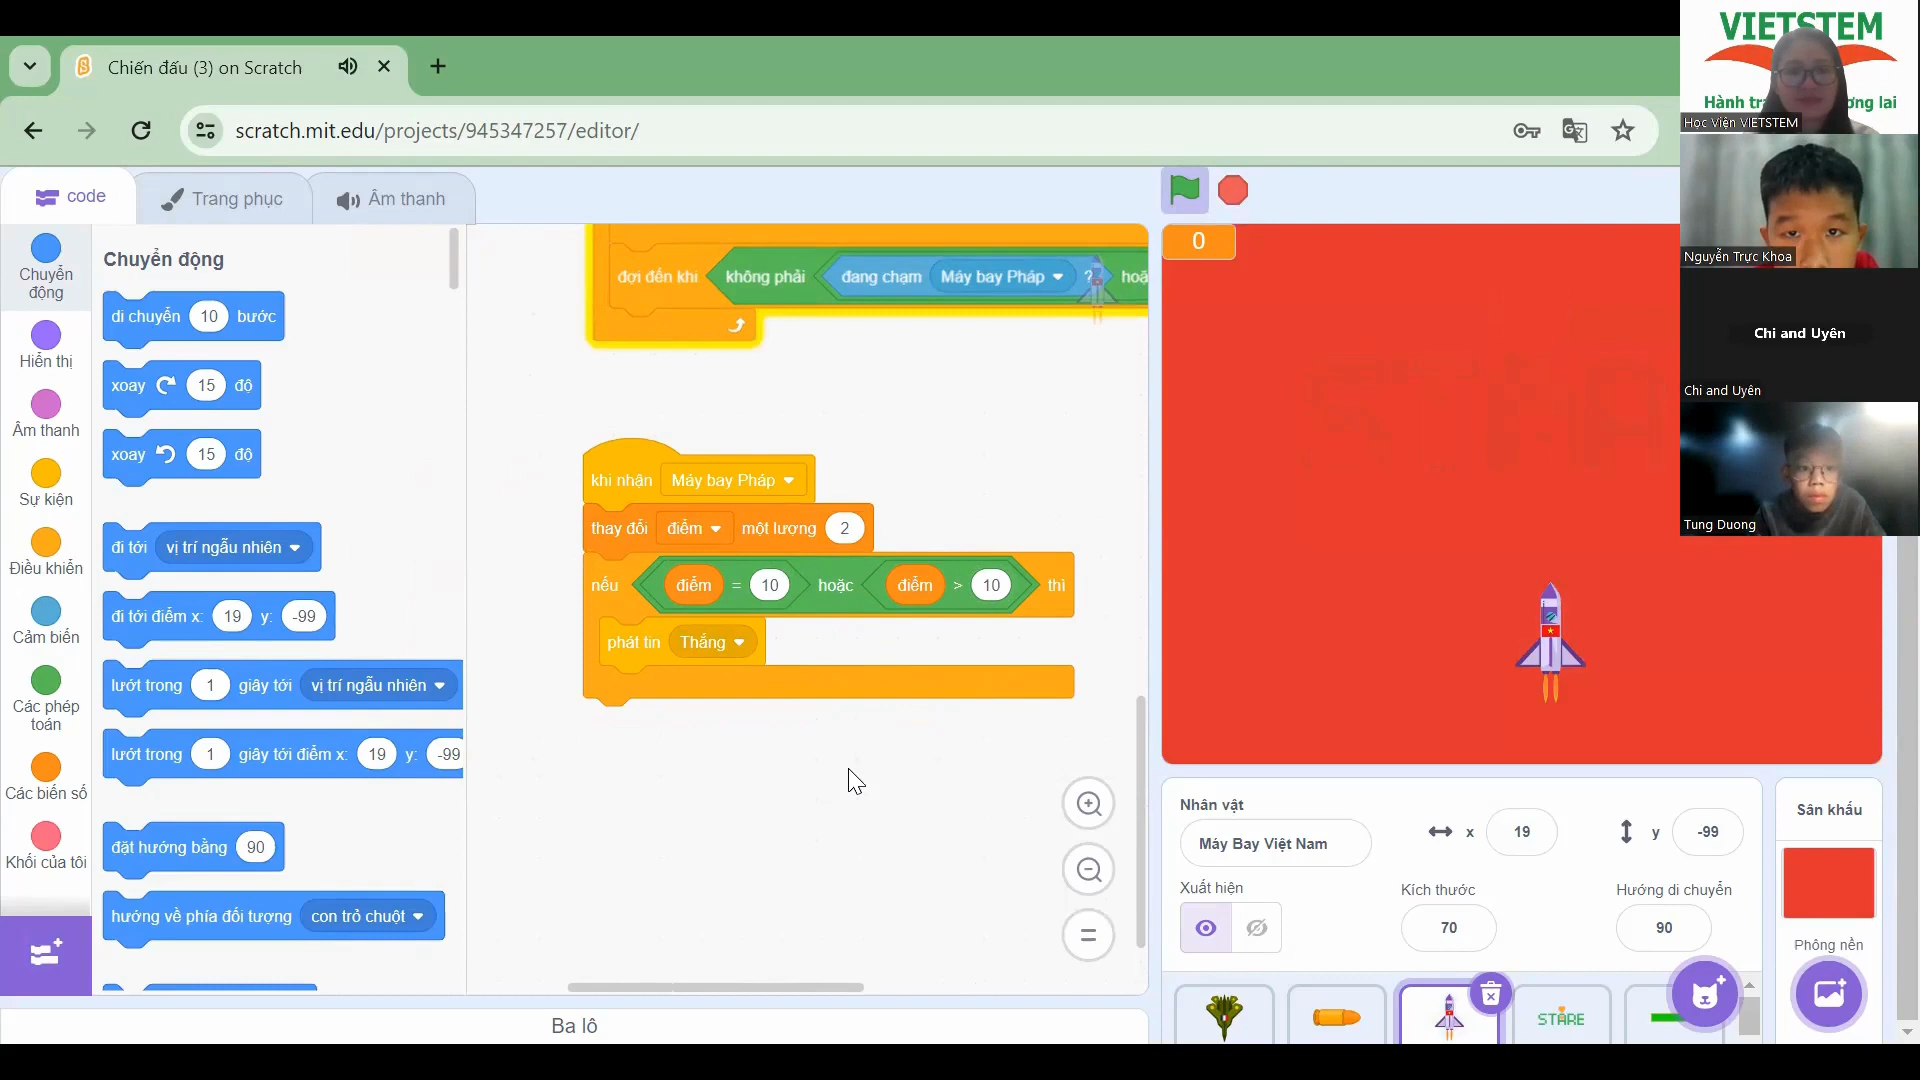 Chiến đấu (3) on Scratch
scratch.mit.edu/projects/945347257/editor/
code
Trang phục
Âm thanh
Chuyển động
Hiển thị
Âm thanh
Sự kiện
Điều khiển
Cảm biến
Các phép toán
Các biến số
Khối của tôi
Chuyển động
di chuyển 10 bước
xoay 15 độ
xoay 15 độ
đi tới vị trí ngẫu nhiên
đi tới điểm x: 19 y: -99
lướt trong 1 giây tới vị trí ngẫu nhiên
lướt trong 1 giây tới điểm x: 19 y: -99
đặt hướng bằng 90
hướng về phía đối tượng con trỏ chuột
đợi đến khi không phải đang chạm Máy bay Pháp ? hoặ
khi nhận Máy bay Pháp
thay đổi điểm một lượng 2
nếu điểm = 10 hoặc điểm > 10 thì
phát tin Thắng
Ba lô
0
Nhân vật
Máy Bay Việt Nam
x 19
y -99
Xuất hiện
Kích thước
70
Hướng di chuyển
90
STARE
Sân khấu
Phông nền
VIETSTEM
Học Viện VIETSTEM
Nguyễn Trực Khoa
Chi and Uyên
Chi and Uyên
Tung Duong